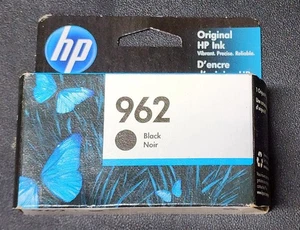 hp
Original
HP Ink
Vibrant. Precise. Reliable.
D'encre
962
Black
Noir